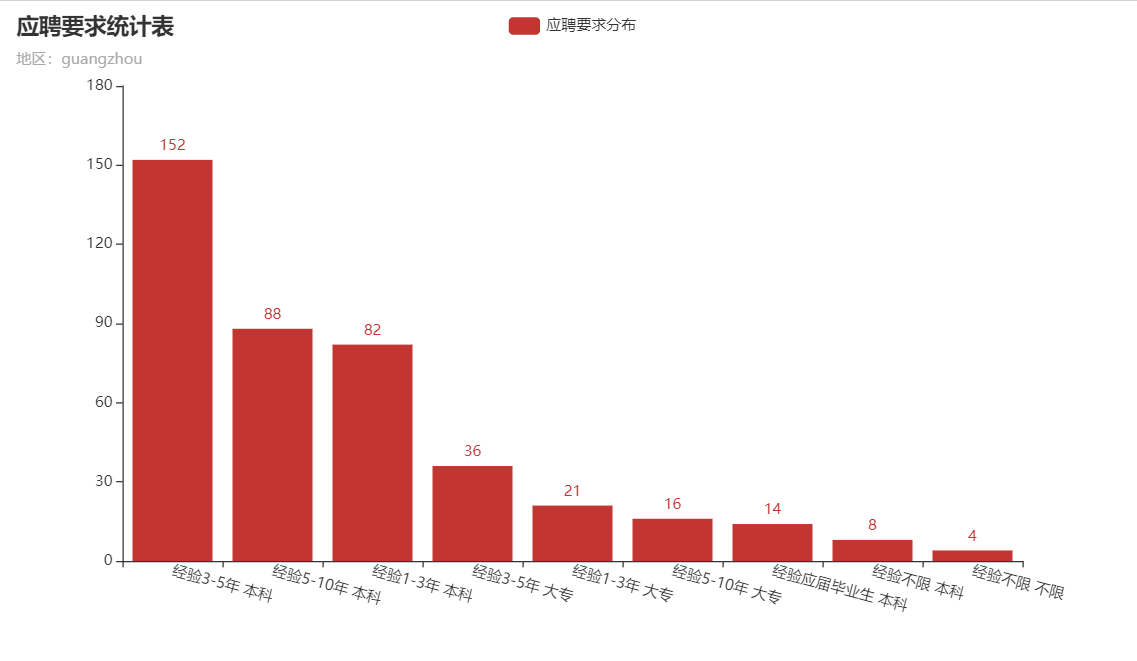 应聘要求统计表
应聘要求分布
地区：guangzhou
180
150
120
90
60
30
0
152
88
82
36
21
16
14
8
4
经验3-5年 本科
经验5-10年 本科
经验1-3年 本科
经验3-5年 大专
经验1-3年 大专
经验5-10年 大专
经验应届毕业生 本科
经验不限 本科
经验不限 不限